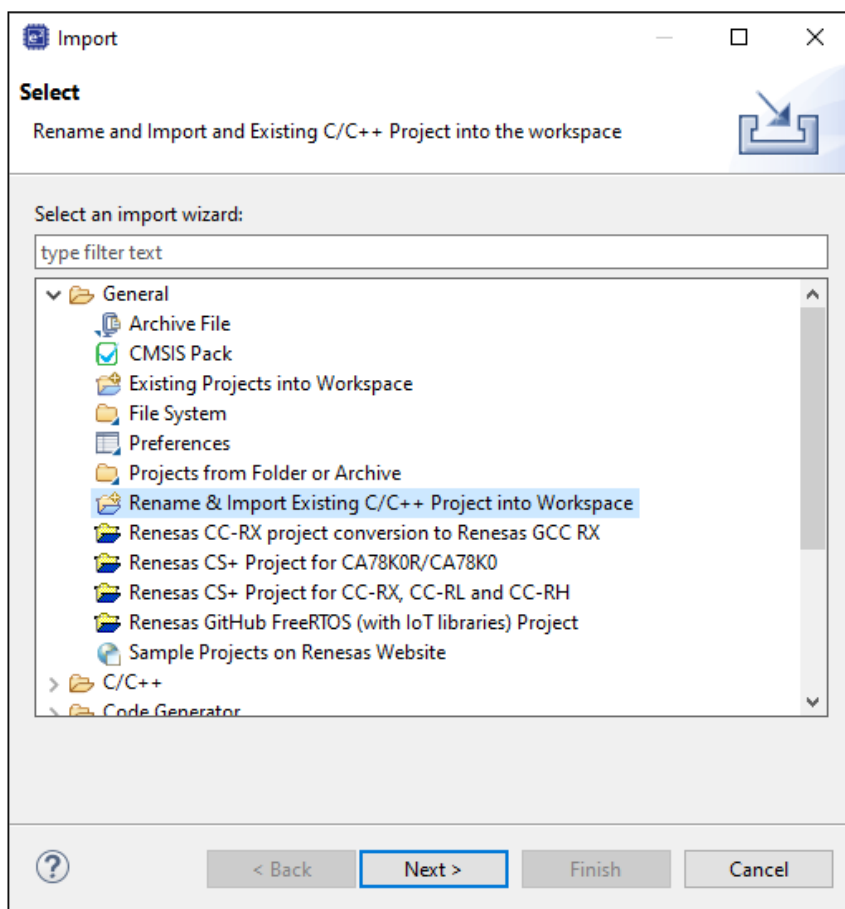 Import
Select
Rename and Import and Existing C/C++ Project into the workspace
Select an import wizard:
type filter text
General
Archive File
CMSIS Pack
Existing Projects into Workspace
File System
Preferences
Projects from Folder or Archive
Rename & Import Existing C/C++ Project into Workspace
Renesas CC-RX project conversion to Renesas GCC RX
Renesas CS+ Project for CA78K0R/CA78K0
Renesas CS+ Project for CC-RX, CC-RL and CC-RH
Renesas GitHub FreeRTOS (with IoT libraries) Project
Sample Projects on Renesas Website
C/C++
Code Generator
? < Back Next > Finish Cancel